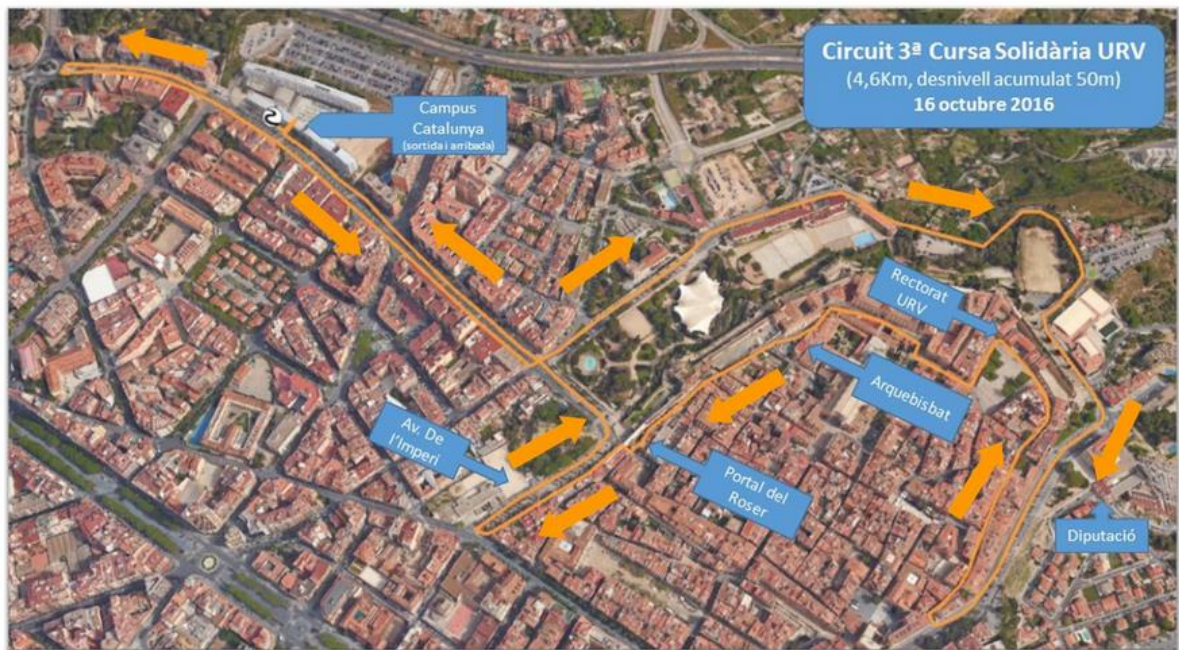 Circuit 3ª Cursa Solidària URV
(4,6Km, desnivell acumulat 50m)
16 octubre 2016
Campus
Catalunya
(sortida i arribada)
Rectorat
URV
Arquebisbat
Av. De
l'Imperi
Portal del
Roser
Diputació